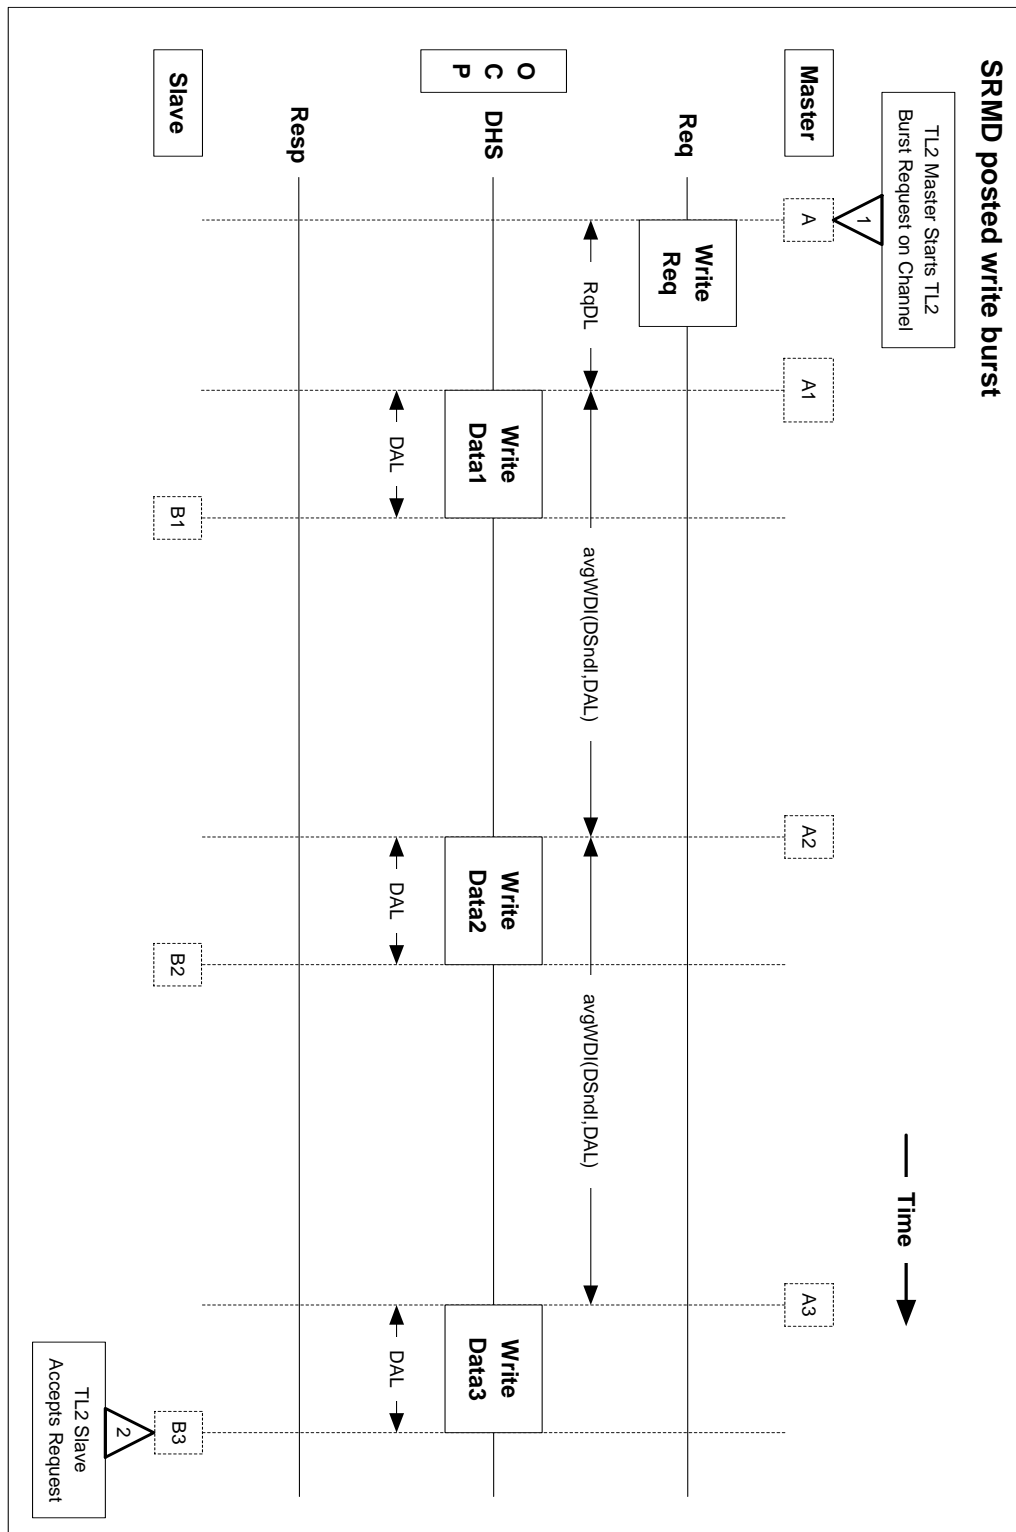 SRMD posted write burst
TL2 Master Starts TL2
Burst Request on Channel
1
Time
Master
A
A1
A2
A3
Req
Write
Req
RqDL
avgWDI(DSndI,DAL)
avgWDI(DSndI,DAL)
O
C
P
DHS
Write
Data1
Write
Data2
Write
Data3
DAL
DAL
DAL
Resp
Slave
B1
B2
B3
2
TL2 Slave
Accepts Request